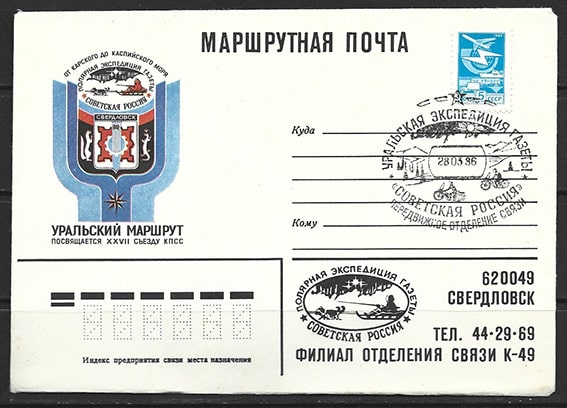 МАРШРУТНАЯ ПОЧТА
ОТ КАРСКОГО ДО КАСПИЙСКОГО МОРЯ
ПОЛЯРНАЯ ЭКСПЕДИЦИЯ ГАЗЕТЫ
СОВЕТСКАЯ РОССИЯ
СВЕРДЛОВСК
УРАЛЬСКИЙ МАРШРУТ
ПОСВЯЩАЕТСЯ XXVII СЪЕЗДУ КПСС
5 СССР
Куда
УРАЛЬСКАЯ ЭКСПЕДИЦИЯ ГАЗЕТЫ
28.03.86
«СОВЕТСКАЯ РОССИЯ»
ПЕРЕДВИЖНОЕ ОТДЕЛЕНИЕ СВЯЗИ
Кому
ПОЛЯРНАЯ ЭКСПЕДИЦИЯ ГАЗЕТЫ
СОВЕТСКАЯ РОССИЯ
620049
СВЕРДЛОВСК
ТЕЛ. 44·29·69
ФИЛИАЛ ОТДЕЛЕНИЯ СВЯЗИ К-49
Индекс предприятия связи места назначения